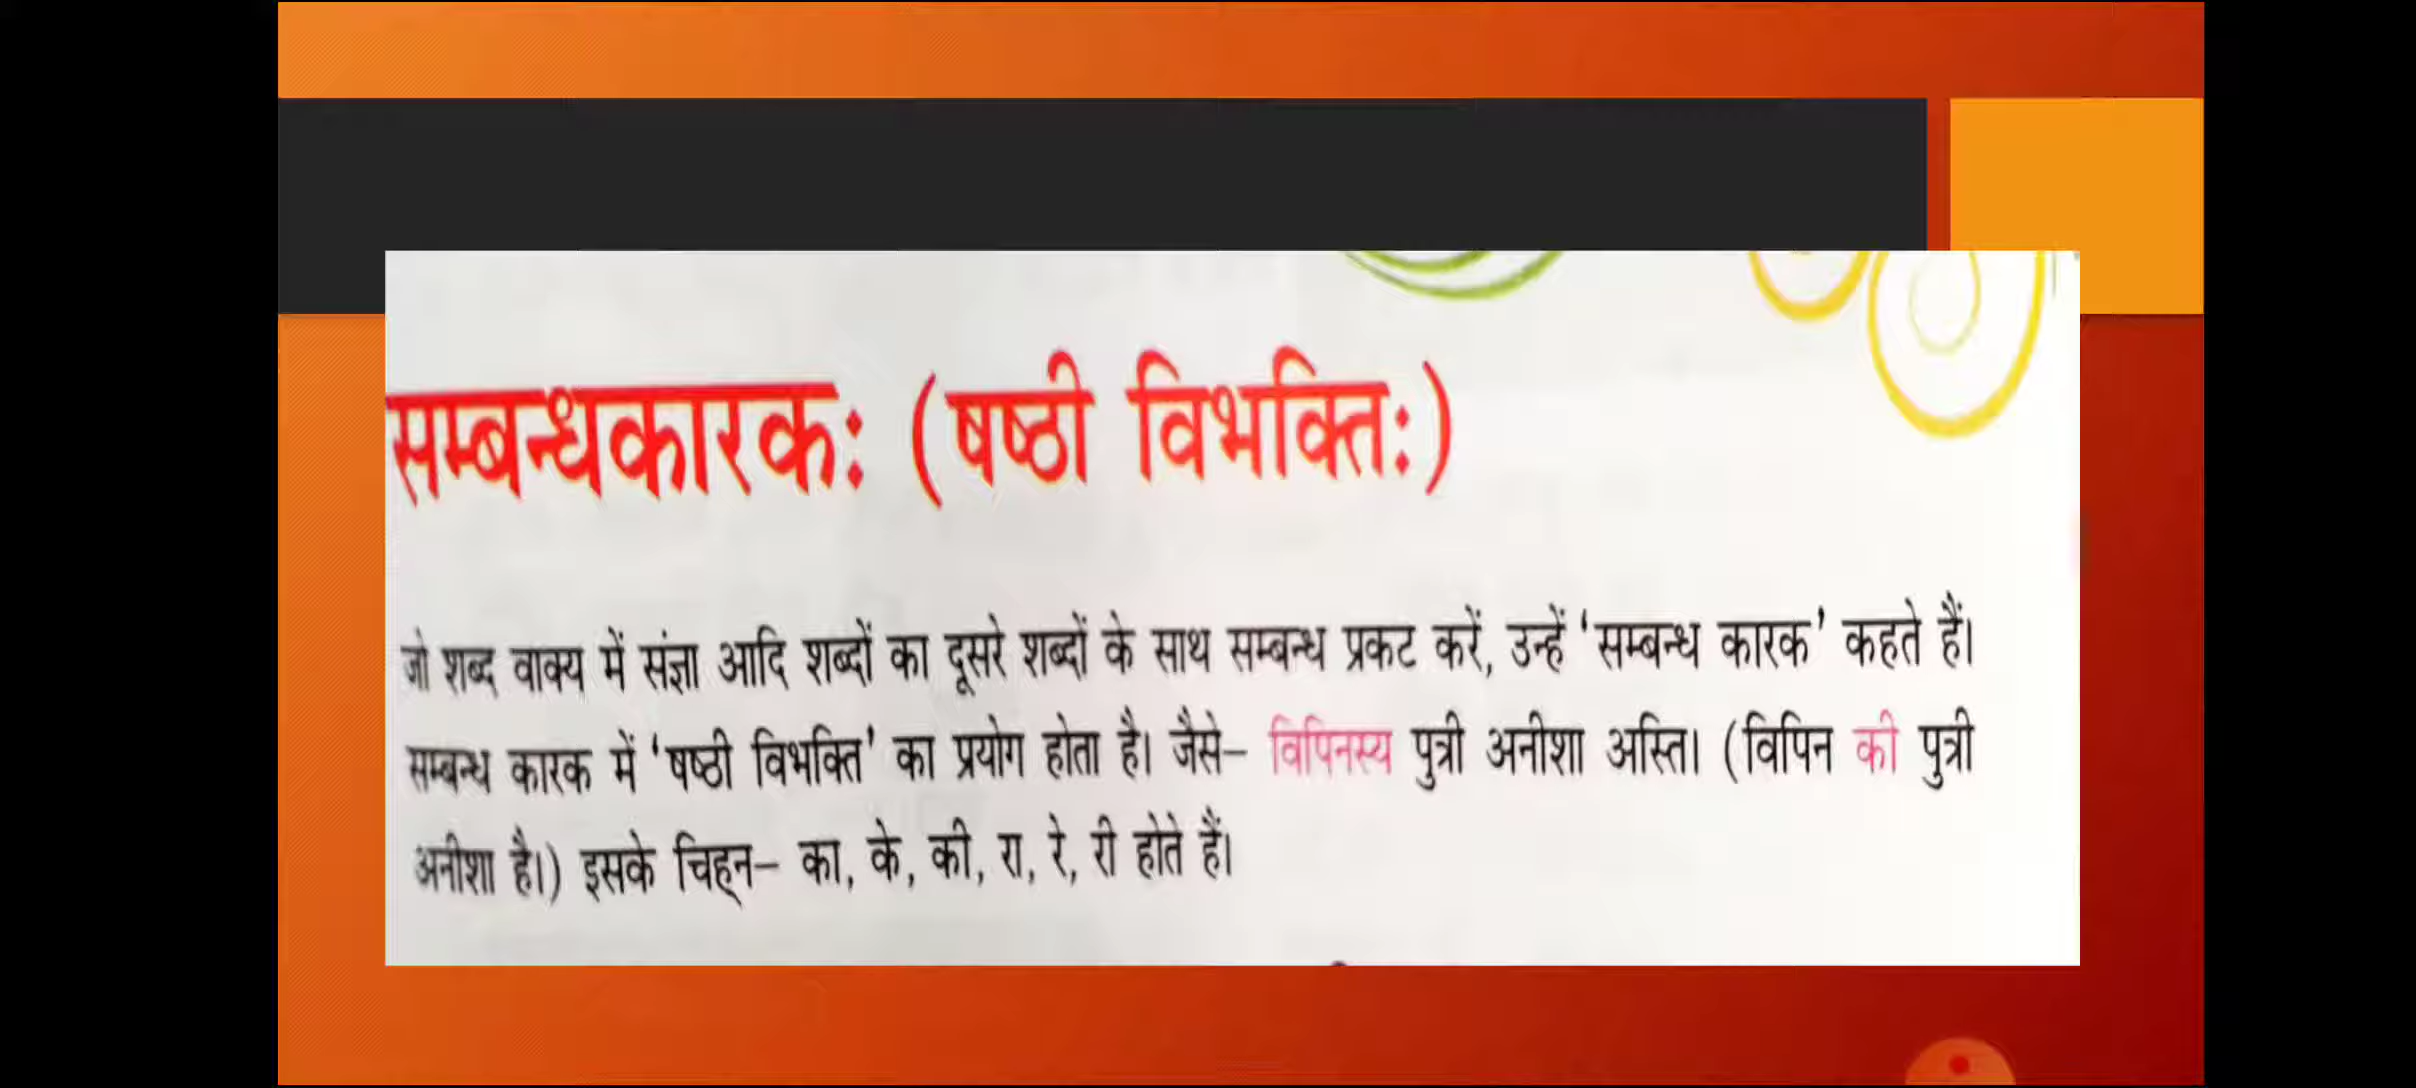 सम्बन्धकारकः (षष्ठी विभक्तिः)
जो शब्द वाक्य में संज्ञा आदि शब्दों का दूसरे शब्दों के साथ सम्बन्ध प्रकट करें, उन्हें 'सम्बन्ध कारक' कहते हैं।
सम्बन्ध कारक में 'षष्ठी विभक्ति' का प्रयोग होता है। जैसे– विपिनस्य पुत्री अनीशा अस्ति। (विपिन की पुत्री
अनीशा है।) इसके चिह्न– का, के, की, रा, रे, री होते हैं।